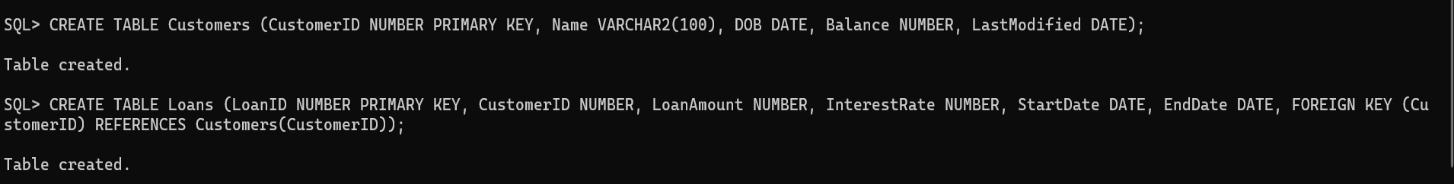 SQL> CREATE TABLE Customers (CustomerID NUMBER PRIMARY KEY, Name VARCHAR2(100), DOB DATE, Balance NUMBER, LastModified DATE);
Table created.
SQL> CREATE TABLE Loans (LoanID NUMBER PRIMARY KEY, CustomerID NUMBER, LoanAmount NUMBER, InterestRate NUMBER, StartDate DATE, EndDate DATE, FOREIGN KEY (Cu
stomerID) REFERENCES Customers(CustomerID));
Table created.